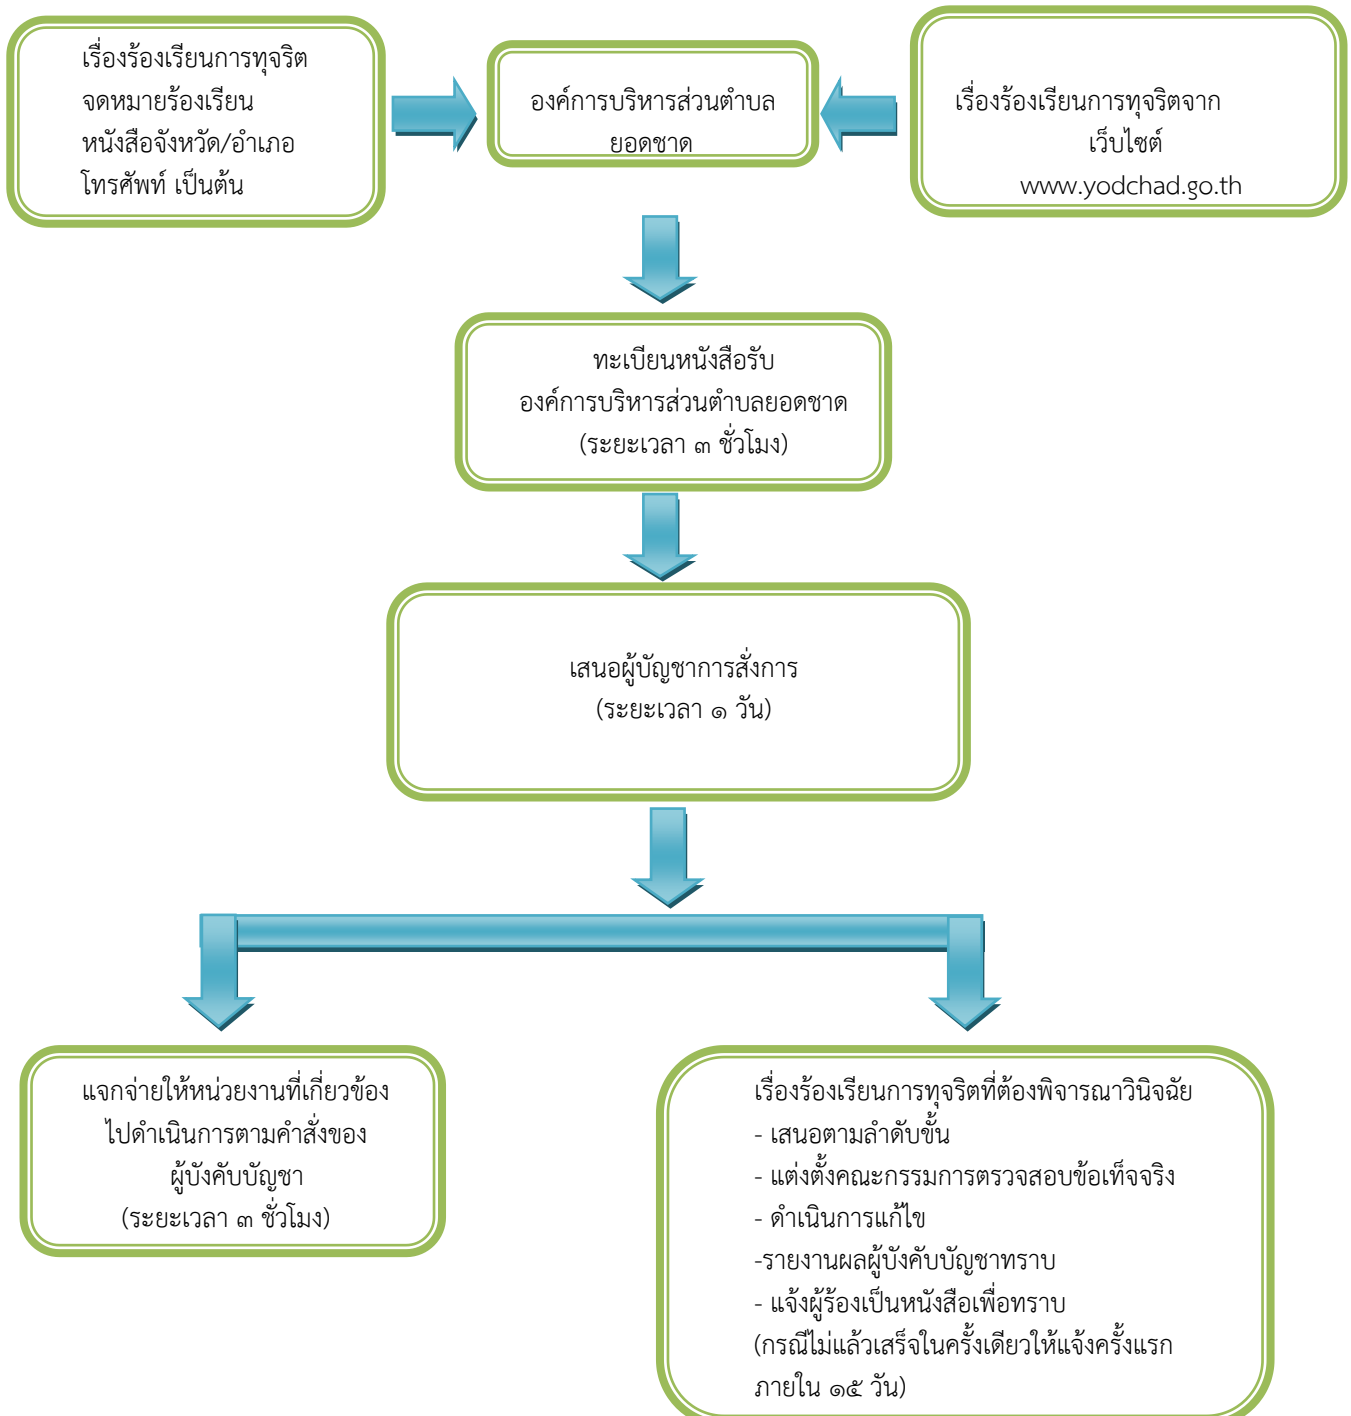 เรื่องร้องเรียนการทุจริต
จดหมายร้องเรียน
หนังสือจังหวัด/อำเภอ
โทรศัพท์ เป็นต้น
องค์การบริหารส่วนตำบล
ยอดชาด
เรื่องร้องเรียนการทุจริตจาก
เว็บไซต์
www.yodchad.go.th
ทะเบียนหนังสือรับ
องค์การบริหารส่วนตำบลยอดชาด
(ระยะเวลา ๓ ชั่วโมง)
เสนอผู้บัญชาการสั่งการ
(ระยะเวลา ๑ วัน)
แจกจ่ายให้หน่วยงานที่เกี่ยวข้อง
ไปดำเนินการตามคำสั่งของ
ผู้บังคับบัญชา
(ระยะเวลา ๓ ชั่วโมง)
เรื่องร้องเรียนการทุจริตที่ต้องพิจารณาวินิจฉัย
- เสนอตามลำดับขั้น
- แต่งตั้งคณะกรรมการตรวจสอบข้อเท็จจริง
- ดำเนินการแก้ไข
-รายงานผลผู้บังคับบัญชาทราบ
- แจ้งผู้ร้องเป็นหนังสือเพื่อทราบ
(กรณีไม่แล้วเสร็จในครั้งเดียวให้แจ้งครั้งแรก
ภายใน ๑๕ วัน)